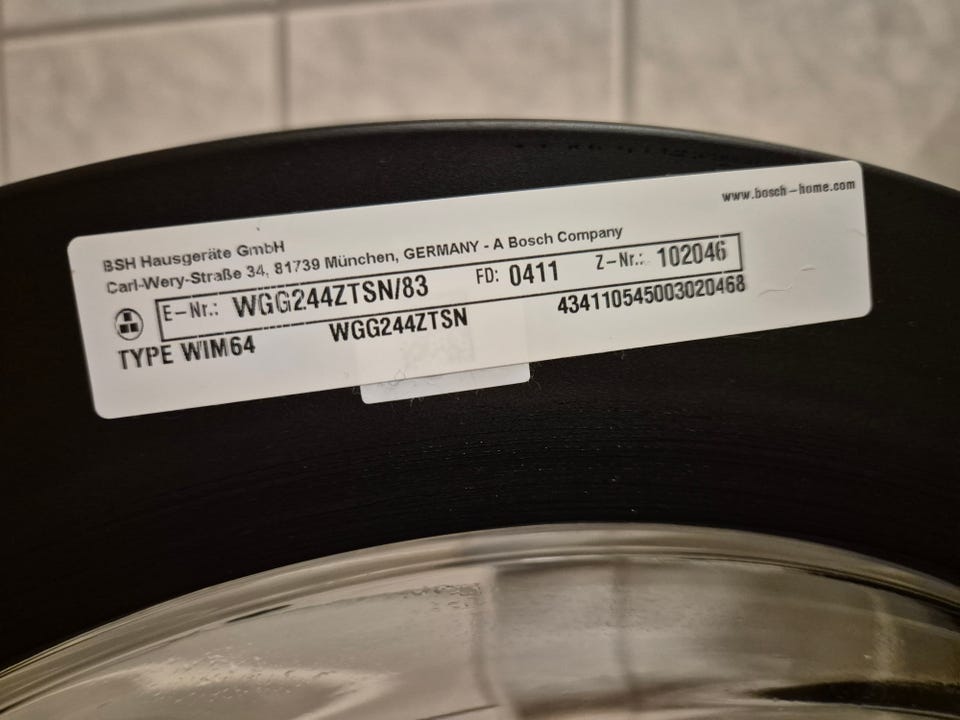 www.bosch-home.com
BSH Hausgeräte GmbH
Carl-Wery-Straße 34, 81739 München, GERMANY - A Bosch Company
E-Nr.: WGG244ZTSN/83 FD: 0411 Z-Nr.: 102046
TYPE WIM64 WGG244ZTSN 434110545003020468